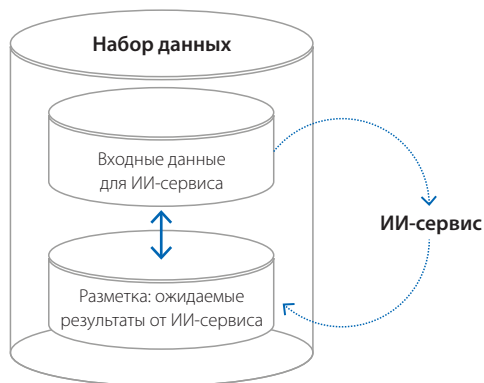 Набор данных
Входные данные
для ИИ-сервиса
ИИ-сервис
Разметка: ожидаемые
результаты от ИИ-сервиса